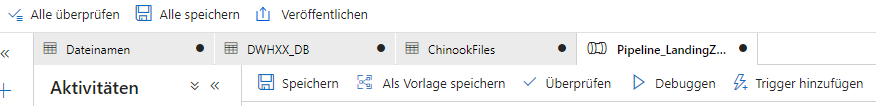 Alle überprüfen Alle speichern Veröffentlichen
Dateinamen DWHXX_DB ChinookFiles Pipeline_LandingZ...
Aktivitäten Speichern Als Vorlage speichern Überprüfen Debuggen Trigger hinzufügen